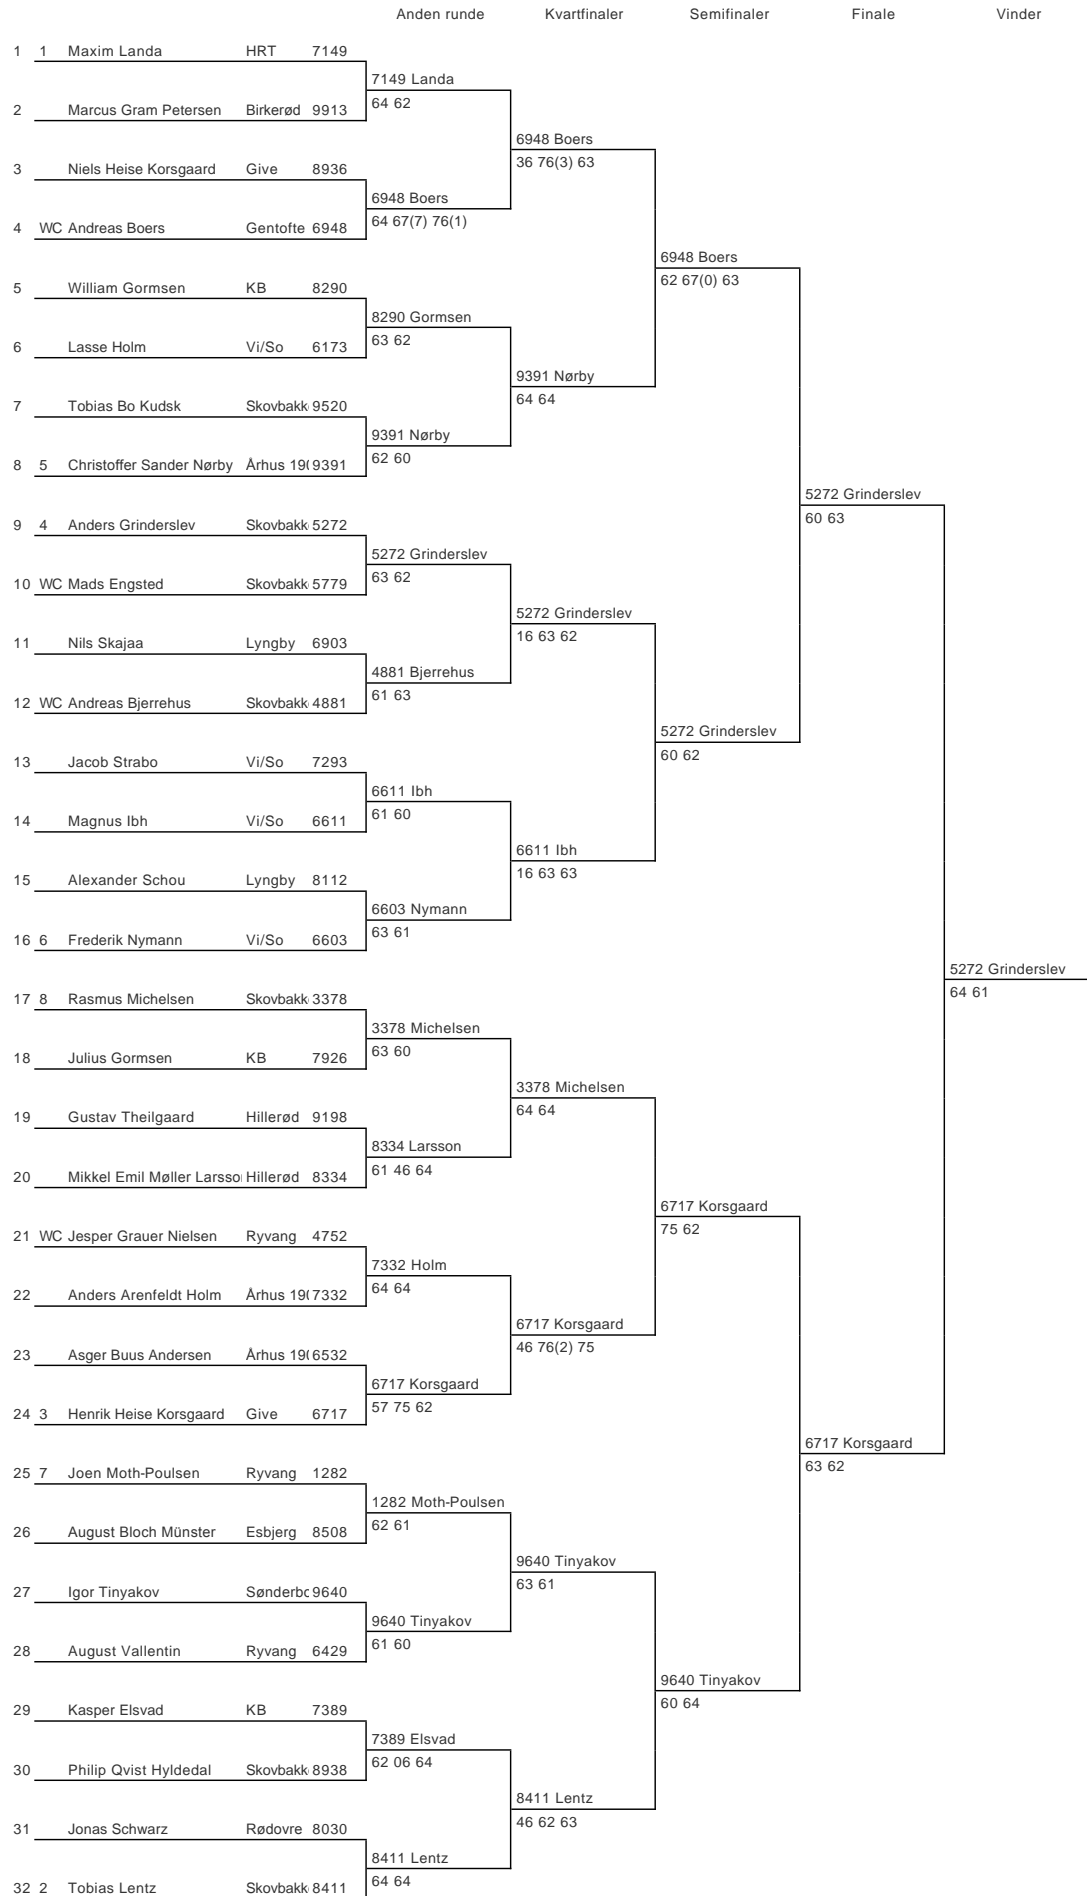 Anden runde Kvartfinaler Semifinaler Finale Vinder
1 1 Maxim Landa HRT 7149
7149 Landa
64 62
2 Marcus Gram Petersen Birkerød 9913
6948 Boers
36 76(3) 63
3 Niels Heise Korsgaard Give 8936
6948 Boers
64 67(7) 76(1)
4 WC Andreas Boers Gentofte 6948
6948 Boers
62 67(0) 63
5 William Gormsen KB 8290
8290 Gormsen
63 62
6 Lasse Holm Vi/So 6173
9391 Nørby
64 64
7 Tobias Bo Kudsk Skovbakk 9520
9391 Nørby
62 60
8 5 Christoffer Sander Nørby Århus 190 9391
5272 Grinderslev
60 63
9 4 Anders Grinderslev Skovbakk 5272
5272 Grinderslev
63 62
10 WC Mads Engsted Skovbakk 5779
5272 Grinderslev
16 63 62
11 Nils Skajaa Lyngby 6903
4881 Bjerrehus
61 63
12 WC Andreas Bjerrehus Skovbakk 4881
5272 Grinderslev
60 62
13 Jacob Strabo Vi/So 7293
6611 Ibh
61 60
14 Magnus Ibh Vi/So 6611
6611 Ibh
16 63 63
15 Alexander Schou Lyngby 8112
6603 Nymann
63 61
16 6 Frederik Nymann Vi/So 6603
5272 Grinderslev
64 61
17 8 Rasmus Michelsen Skovbakk 3378
3378 Michelsen
63 60
18 Julius Gormsen KB 7926
3378 Michelsen
64 64
19 Gustav Theilgaard Hillerød 9198
8334 Larsson
61 46 64
20 Mikkel Emil Møller Larsso Hillerød 8334
6717 Korsgaard
75 62
21 WC Jesper Grauer Nielsen Ryvang 4752
7332 Holm
64 64
22 Anders Arenfeldt Holm Århus 190 7332
6717 Korsgaard
46 76(2) 75
23 Asger Buus Andersen Århus 190 6532
6717 Korsgaard
57 75 62
24 3 Henrik Heise Korsgaard Give 6717
6717 Korsgaard
63 62
25 7 Joen Moth-Poulsen Ryvang 1282
1282 Moth-Poulsen
62 61
26 August Bloch Münster Esbjerg 8508
9640 Tinyakov
63 61
27 Igor Tinyakov Sønderbo 9640
9640 Tinyakov
61 60
28 August Vallentin Ryvang 6429
9640 Tinyakov
60 64
29 Kasper Elsvad KB 7389
7389 Elsvad
62 06 64
30 Philip Qvist Hyldedal Skovbakk 8938
8411 Lentz
46 62 63
31 Jonas Schwarz Rødovre 8030
8411 Lentz
64 64
32 2 Tobias Lentz Skovbakk 8411